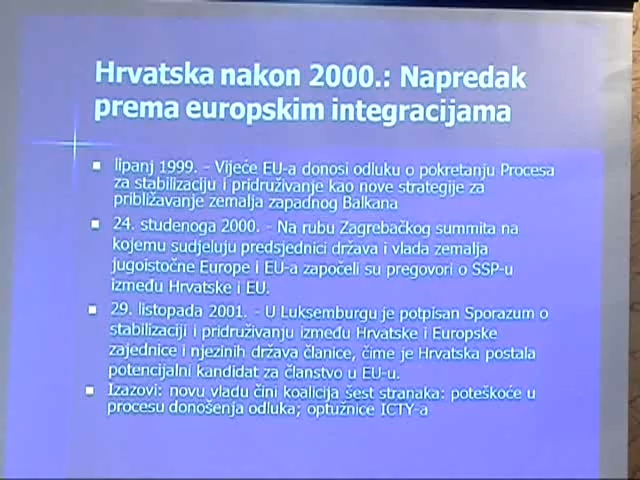 Hrvatska nakon 2000.: Napredak
prema europskim integracijama
lipanj 1999. - Vijeće EU-a donosi odluku o pokretanju Procesa
za stabilizaciju i pridruživanje kao nove strategije za
približavanje zemalja zapadnog Balkana
24. studenoga 2000. - Na rubu Zagrebačkog summita na
kojemu sudjeluju predsjednici država i vlada zemalja
jugoistočne Europe i EU-a započeli su pregovori o SSP-u
između Hrvatske i EU.
29. listopada 2001. - U Luksemburgu je potpisan Sporazum o
stabilizaciji i pridruživanju između Hrvatske i Europske
zajednice i njezinih država članice, čime je Hrvatska postala
potencijalni kandidat za članstvo u EU-u.
Izazovi: novu vladu čini koalicija šest stranaka: poteškoće u
procesu donošenja odluka; optužnice ICTY-a